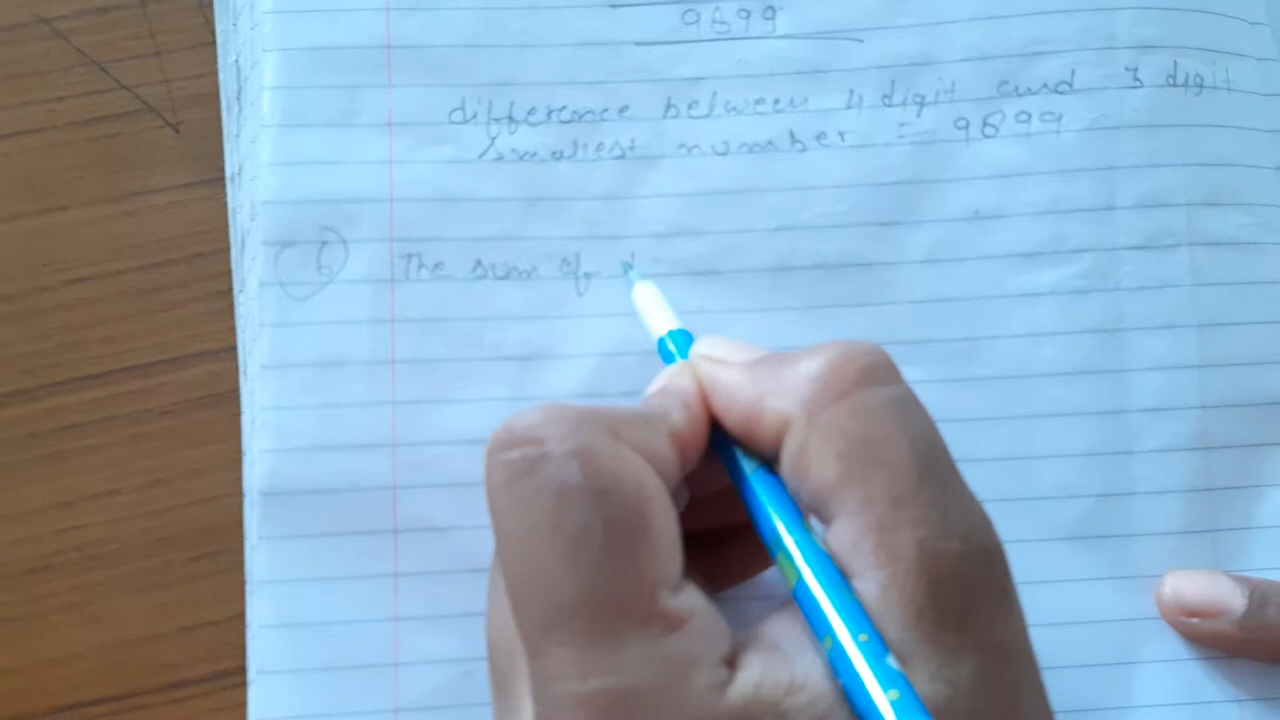 9899
difference between 4 digit and 3 digit
smallest number = 9899
6 The sum of